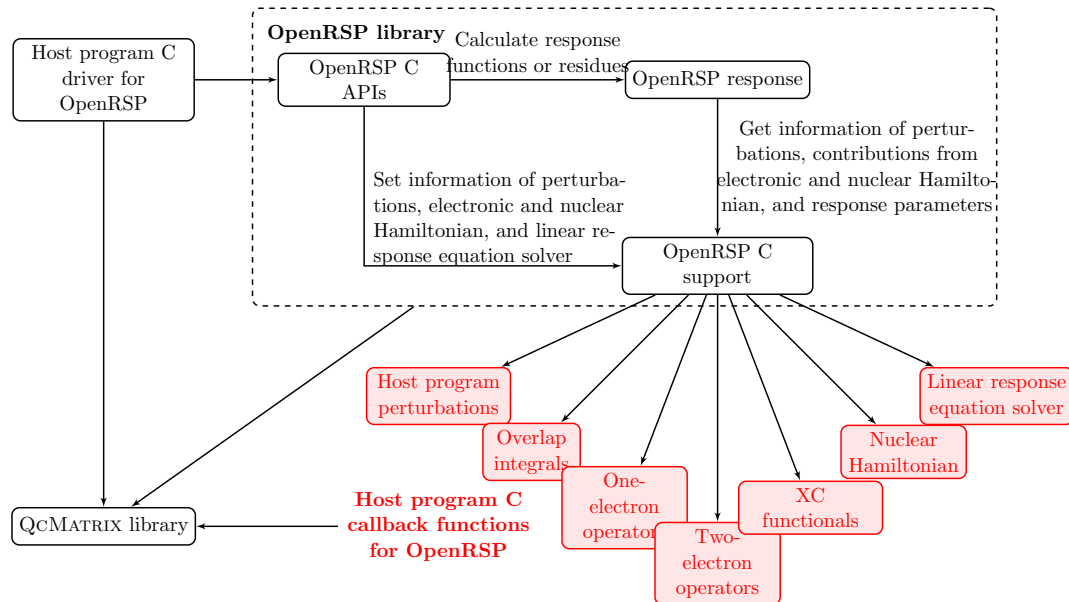 OpenRSP library
Host program C
driver for
OpenRSP
OpenRSP C
APIs
Calculate response
functions or residues
OpenRSP response
Set information of perturba-
tions, electronic and nuclear
Hamiltonian, and linear re-
sponse equation solver
Get information of pertur-
bations, contributions from
electronic and nuclear Hamilto-
nian, and response parameters
OpenRSP C
support
Host program
perturbations
Overlap
integrals
One-
electron
operators
Two-
electron
operators
XC
functionals
Nuclear
Hamiltonian
Linear response
equation solver
Host program C
callback functions
for OpenRSP
QCMATRIX library